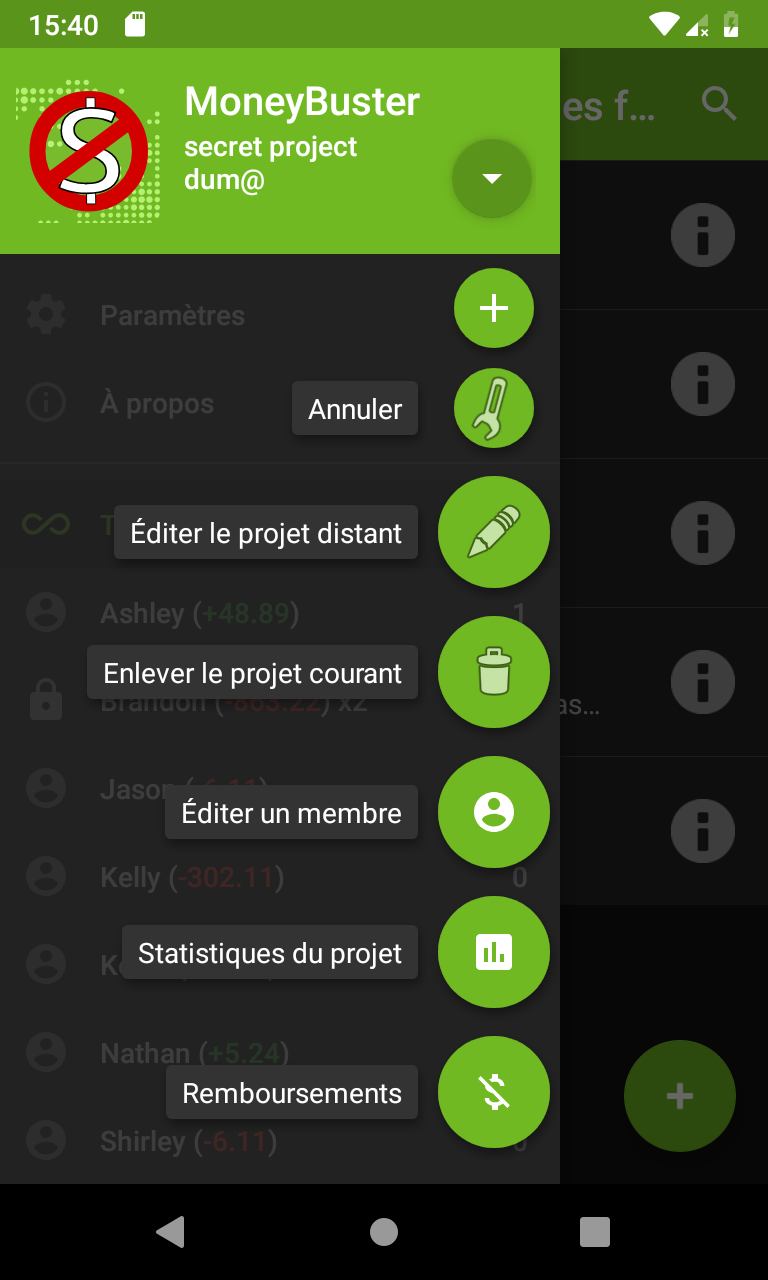 15:40
MoneyBuster
secret project
dum@
es f…
Paramètres
À propos
Annuler
Éditer le projet distant
Ashley (+48.89) 1
Enlever le projet courant
Brandon (-863.22) x2
as…
Jason (-6.11)
Éditer un membre
Kelly (-302.11) 0
Statistiques du projet
Nathan (+5.24)
Remboursements
Shirley (-6.11) 0